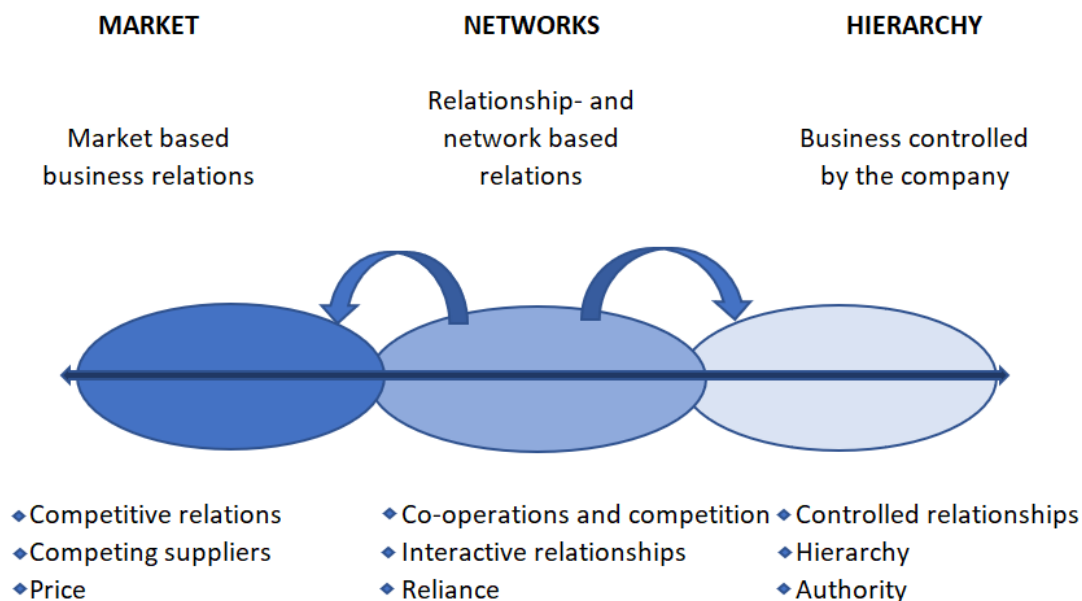 MARKET
NETWORKS
HIERARCHY
Market based
business relations
Relationship- and
network based
relations
Business controlled
by the company
Competitive relations
Competing suppliers
Price
Co-operations and competition
Interactive relationships
Reliance
Controlled relationships
Hierarchy
Authority